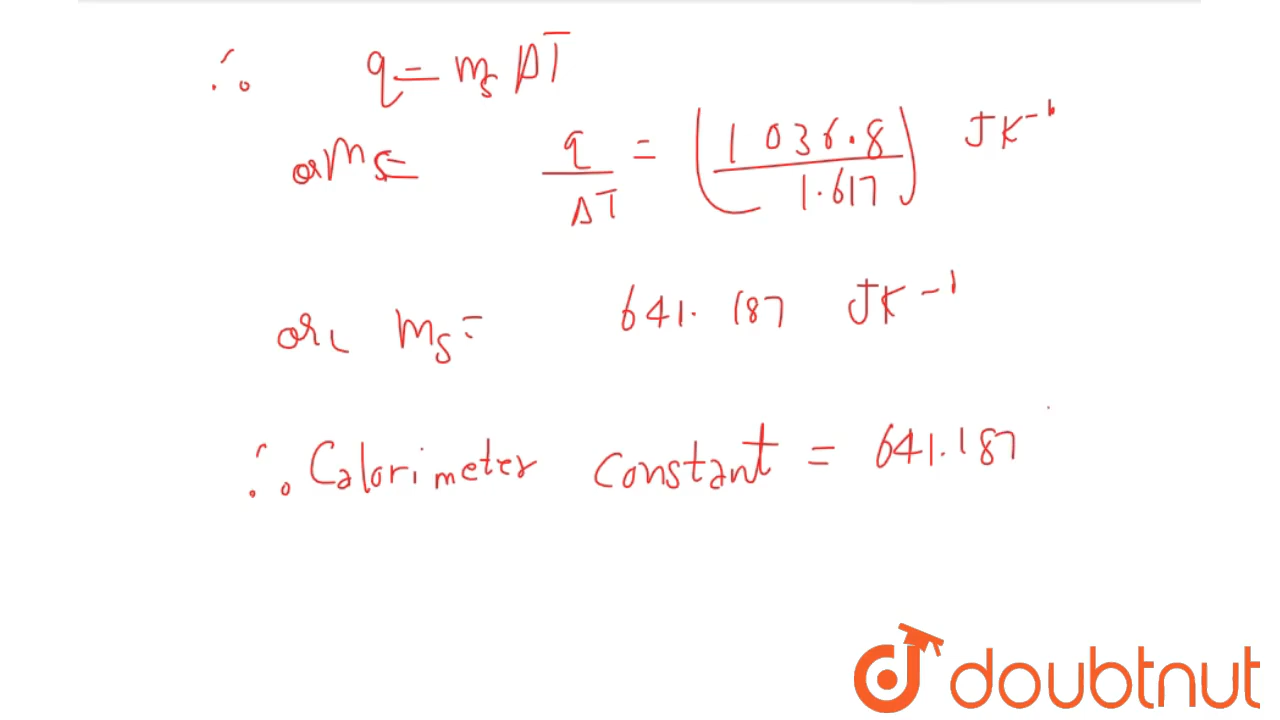 ∴ q = ms ΔT
or ms = q/ΔT = (1036.8/1.617) JK⁻¹
or, ms = 641.187 JK⁻¹
∴ Calorimeter constant = 641.187
doubtnut